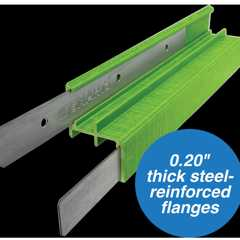 0.20"
thick steel-
reinforced
flanges